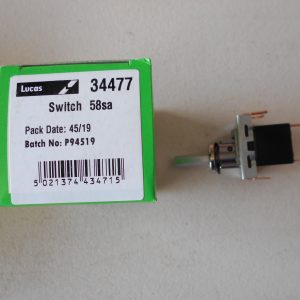 Lucas 34477
Switch 58sa
Pack Date: 45/19
Batch No: P94519
5 021374 434715